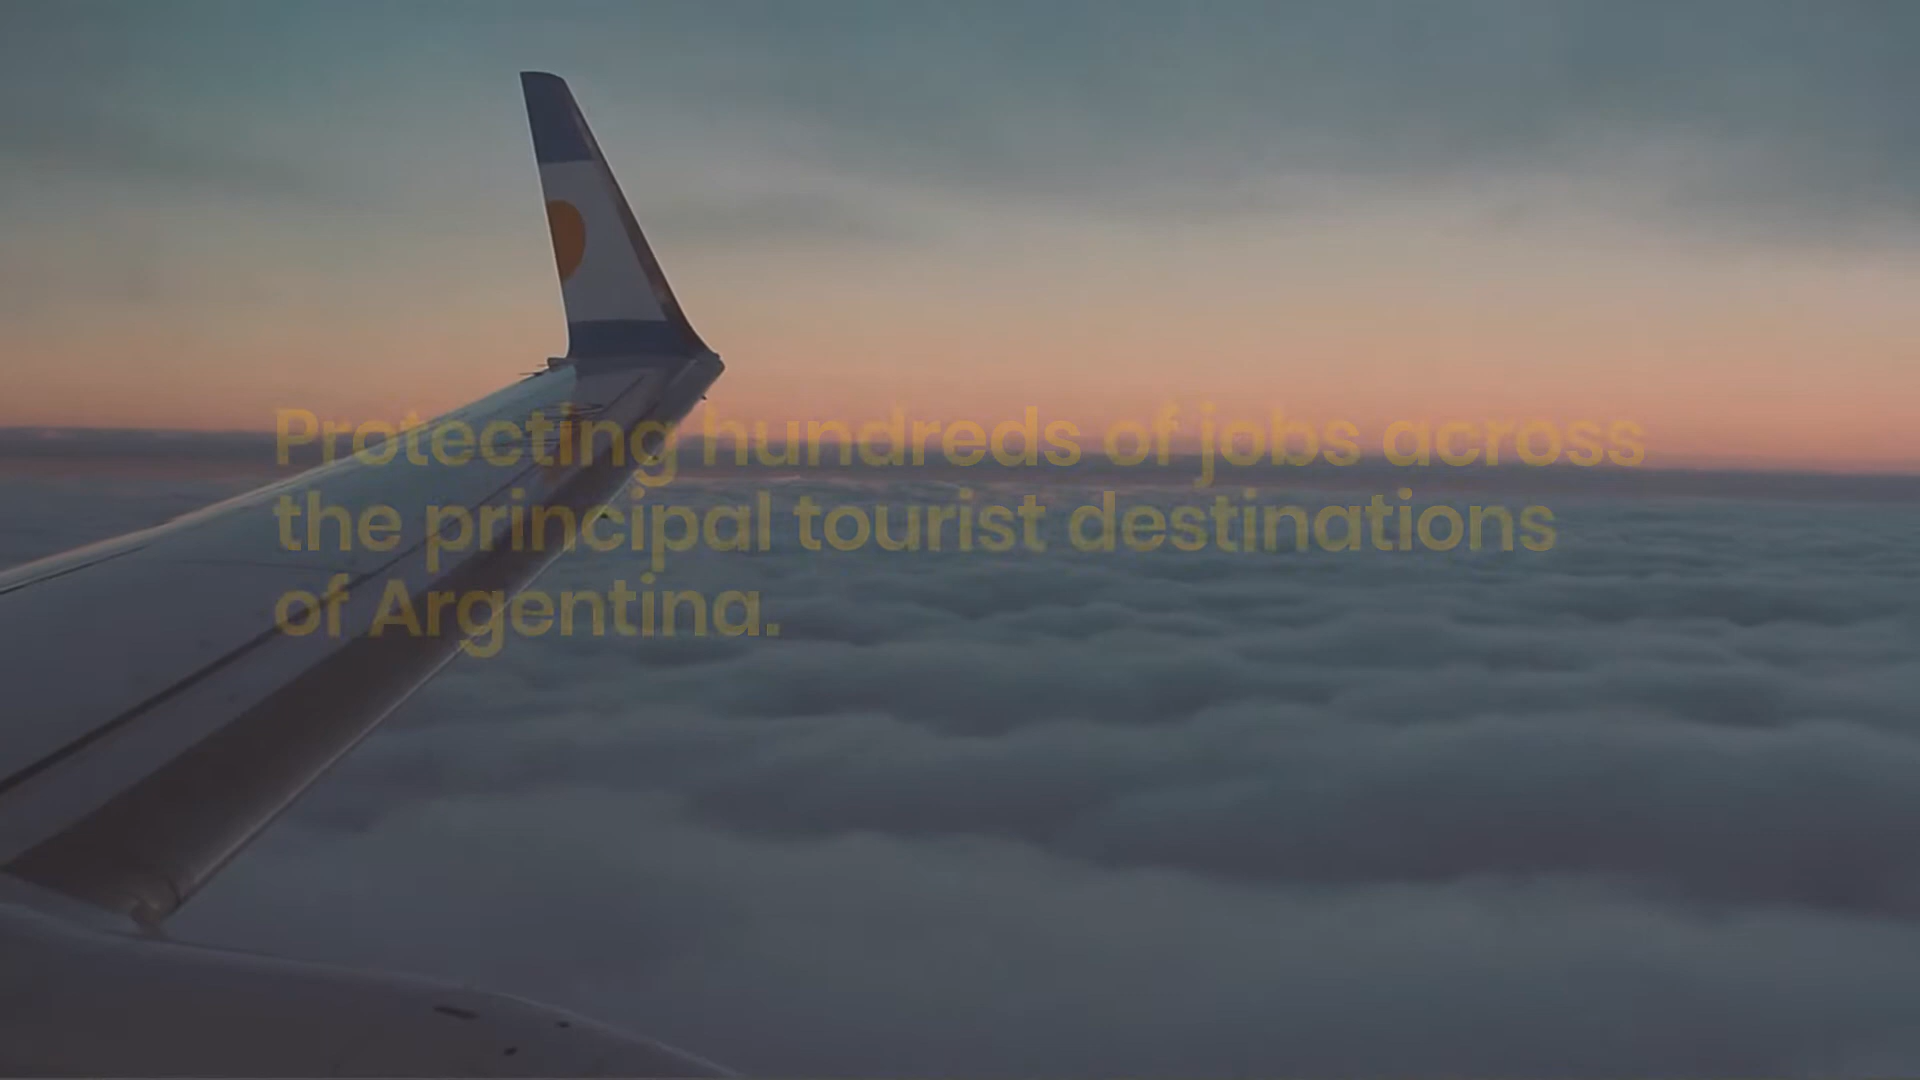 Protecting hundreds of jobs across
the principal tourist destinations
of Argentina.